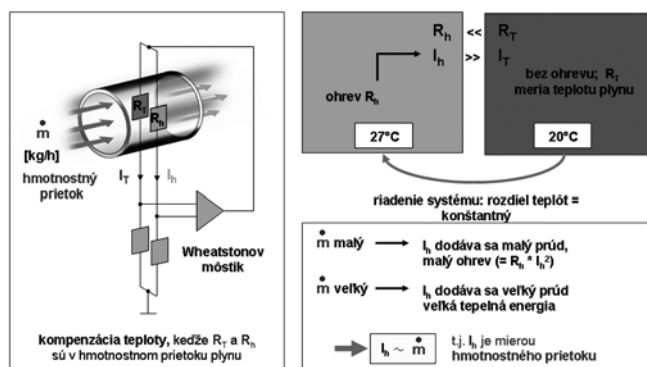 R_T
R_h
ṁ
[kg/h]
hmotnostný
prietok
I_T
I_h
Wheatstonov
môstik
kompenzácia teploty, keďže R_T a R_h
sú v hmotnostnom prietoku plynu
R_h << R_T
I_h >> I_T
ohrev R_h
bez ohrevu; R_T
meria teplotu plynu
27°C
20°C
riadenie systému: rozdiel teplôt =
konštantný
ṁ malý
I_h dodáva sa malý prúd,
malý ohrev (= R_h * I_h²)
ṁ veľký
I_h dodáva sa veľký prúd
veľká tepelná energia
I_h ~ ṁ
t.j. I_h je mierou
hmotnostného prietoku